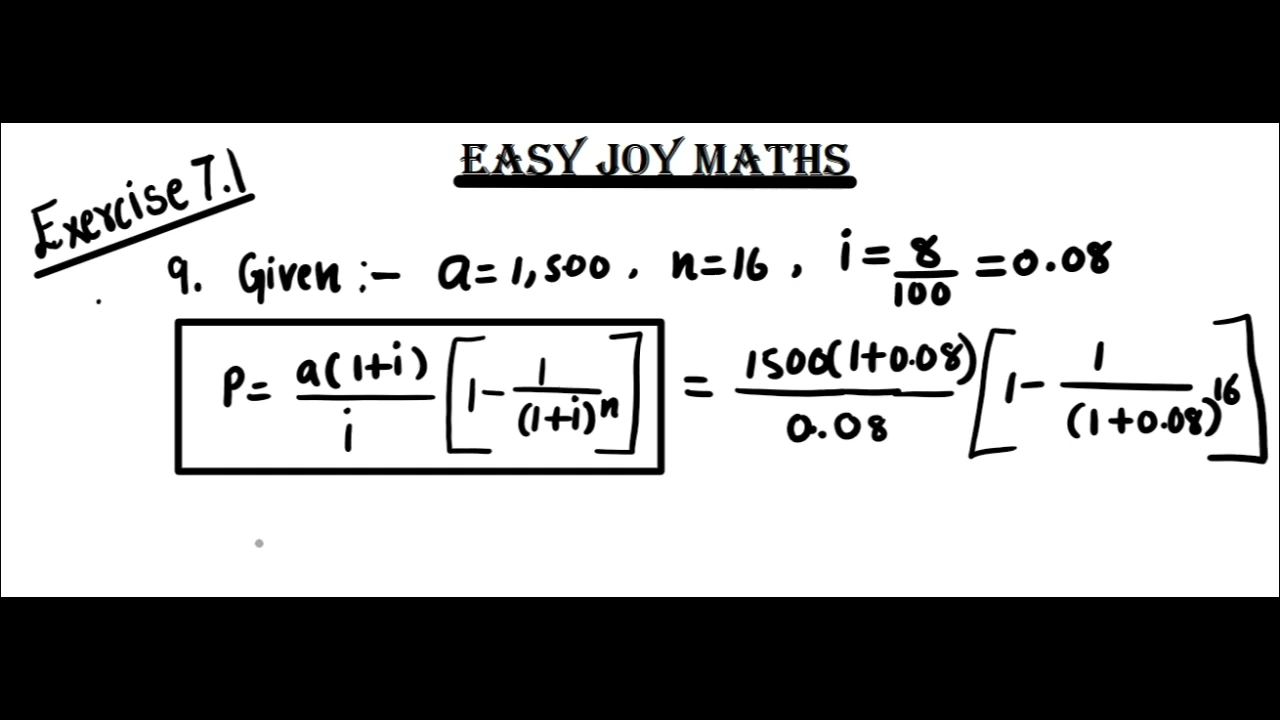 EASY JOY MATHS
Exercise 7.1
9. Given :- a = 1,500 , n = 16 , i = 8/100 = 0.08
P = a(1+i)/i [1 - 1/(1+i)^n] = 1500(1+0.08)/0.08 [1 - 1/(1+0.08)^16]